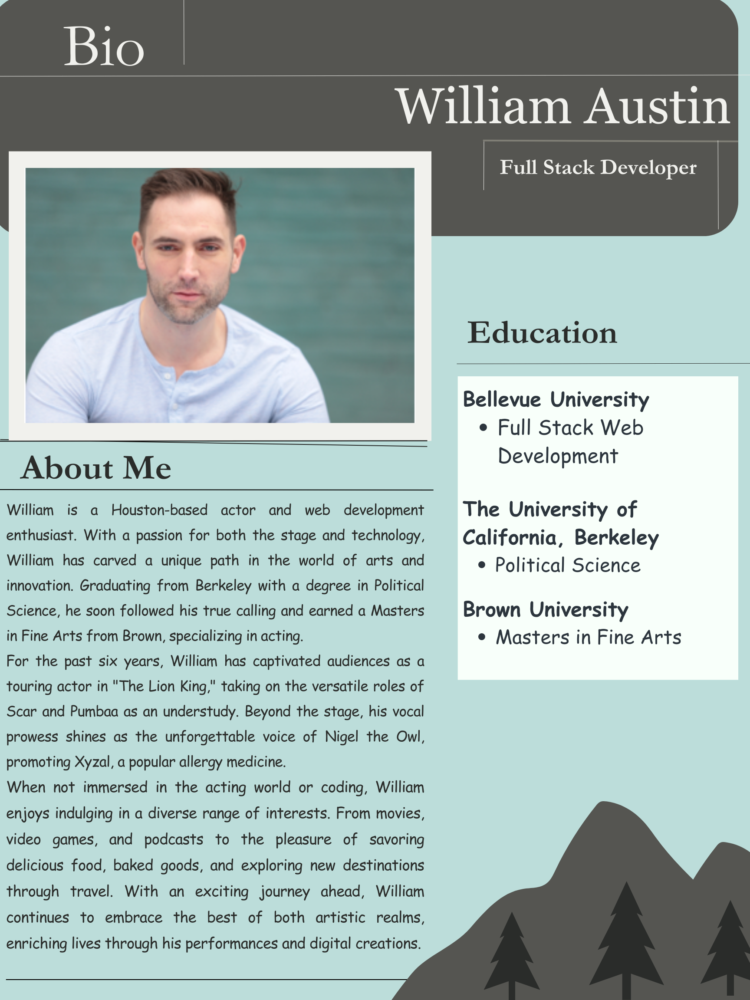 Bio
William Austin
Full Stack Developer
About Me
William is a Houston-based actor and web development
enthusiast. With a passion for both the stage and technology,
William has carved a unique path in the world of arts and
innovation. Graduating from Berkeley with a degree in Political
Science, he soon followed his true calling and earned a Masters
in Fine Arts from Brown, specializing in acting.
For the past six years, William has captivated audiences as a
touring actor in "The Lion King," taking on the versatile roles of
Scar and Pumbaa as an understudy. Beyond the stage, his vocal
prowess shines as the unforgettable voice of Nigel the Owl,
promoting Xyzal, a popular allergy medicine.
When not immersed in the acting world or coding, William
enjoys indulging in a diverse range of interests. From movies,
video games, and podcasts to the pleasure of savoring
delicious food, baked goods, and exploring new destinations
through travel. With an exciting journey ahead, William
continues to embrace the best of both artistic realms,
enriching lives through his performances and digital creations.
Education
Bellevue University
• Full Stack Web
Development
The University of
California, Berkeley
• Political Science
Brown University
• Masters in Fine Arts